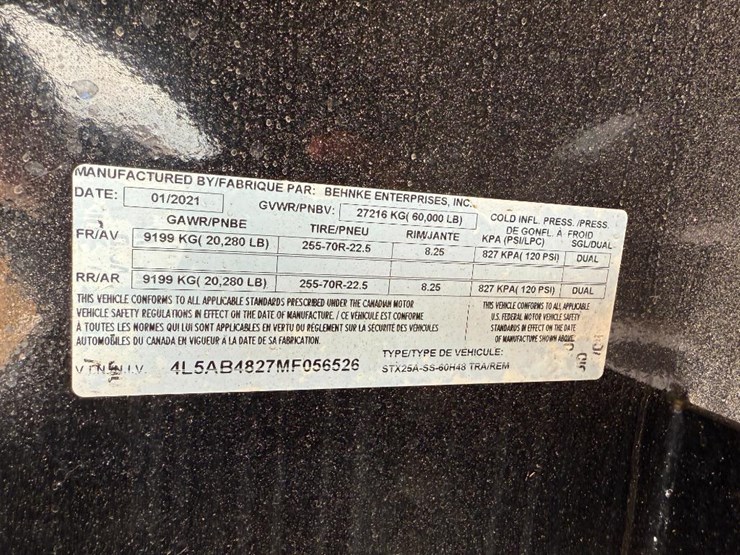 MANUFACTURED BY/FABRIQUE PAR: BEHNKE ENTERPRISES, INC.
DATE: 01/2021 GVWR/PNBV: 27216 KG( 60,000 LB)
GAWR/PNBE TIRE/PNEU RIM/JANTE COLD INFL. PRESS. /PRESS. DE GONFL. À FROID KPA (PSI/LPC) SGL/DUAL
FR/AV 9199 KG( 20,280 LB) 255-70R-22.5 8.25 827 KPA( 120 PSI) DUAL
RR/AR 9199 KG( 20,280 LB) 255-70R-22.5 8.25 827 KPA( 120 PSI) DUAL
THIS VEHICLE CONFORMS TO ALL APPLICABLE STANDARDS PRESCRIBED UNDER THE CANADIAN MOTOR
VEHICLE SAFETY REGULATIONS IN EFFECT ON THE DATE OF MANUFACTURE. / CE VEHICULE EST CONFORME
À TOUTES LES NORMES QUI LUI SONT APPLICABLES EN VERTU DU RÈGLEMENT SUR LA SECURITE DES VÉHICULES
AUTOMOBILES DU CANADA EN VIGUEUR À LA DATE DE SA FABRICATION.
THIS VEHICLE CONFORMS TO ALL APPLICABLE
U.S. FEDERAL MOTOR VEHICLE SAFETY
STANDARDS IN EFFECT ON THE DATE
OF MANUFACTURE SHOWN ABOVE.
V.I.N./N.I.V. 4L5AB4827MF056526
TYPE/TYPE DE VEHICULE:
STX25A-SS-60H48 TRA/REM